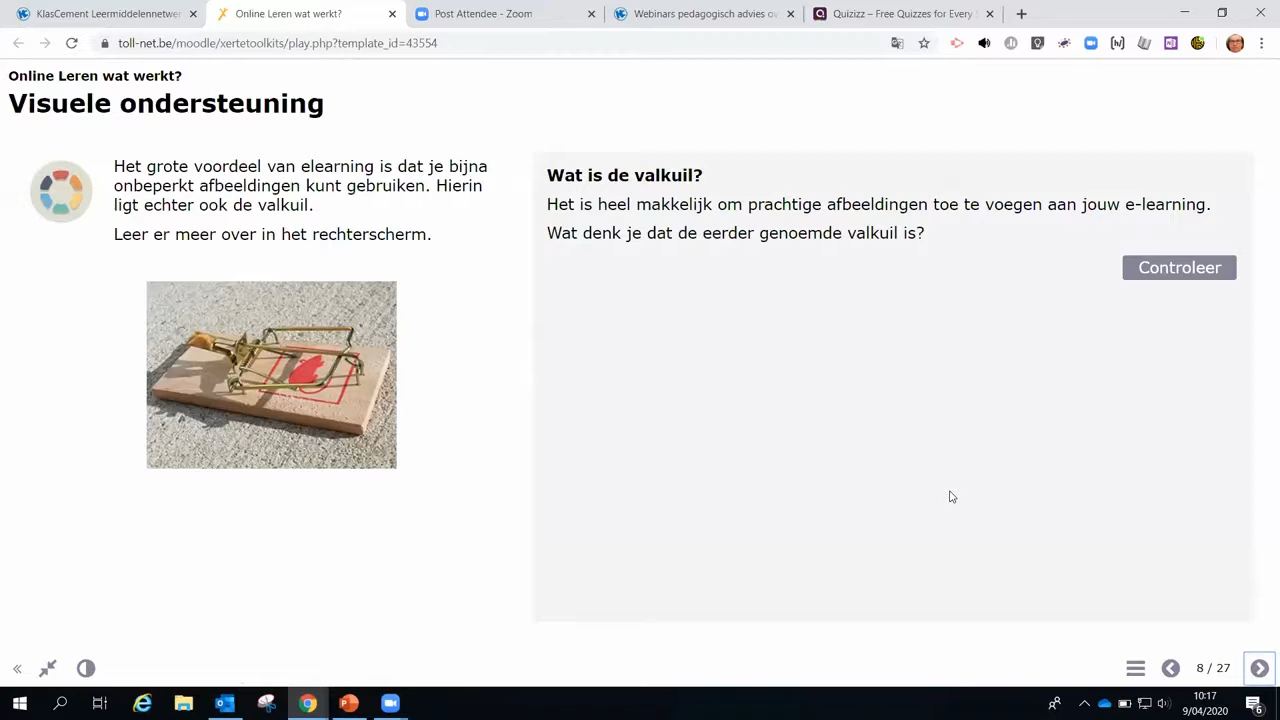 KlasCement Leermiddelennetwer
Online Leren wat werkt?
Post Attendee - Zoom
Webinars pedagogisch advies ov
Quizizz – Free Quizzes for Every
toll-net.be/moodle/xertetoolkits/play.php?template_id=43554
Online Leren wat werkt?
Visuele ondersteuning
Het grote voordeel van elearning is dat je bijna
onbeperkt afbeeldingen kunt gebruiken. Hierin
ligt echter ook de valkuil.
Leer er meer over in het rechterscherm.
Wat is de valkuil?
Het is heel makkelijk om prachtige afbeeldingen toe te voegen aan jouw e-learning.
Wat denk je dat de eerder genoemde valkuil is?
Controleer
8 / 27
10:17
9/04/2020
6